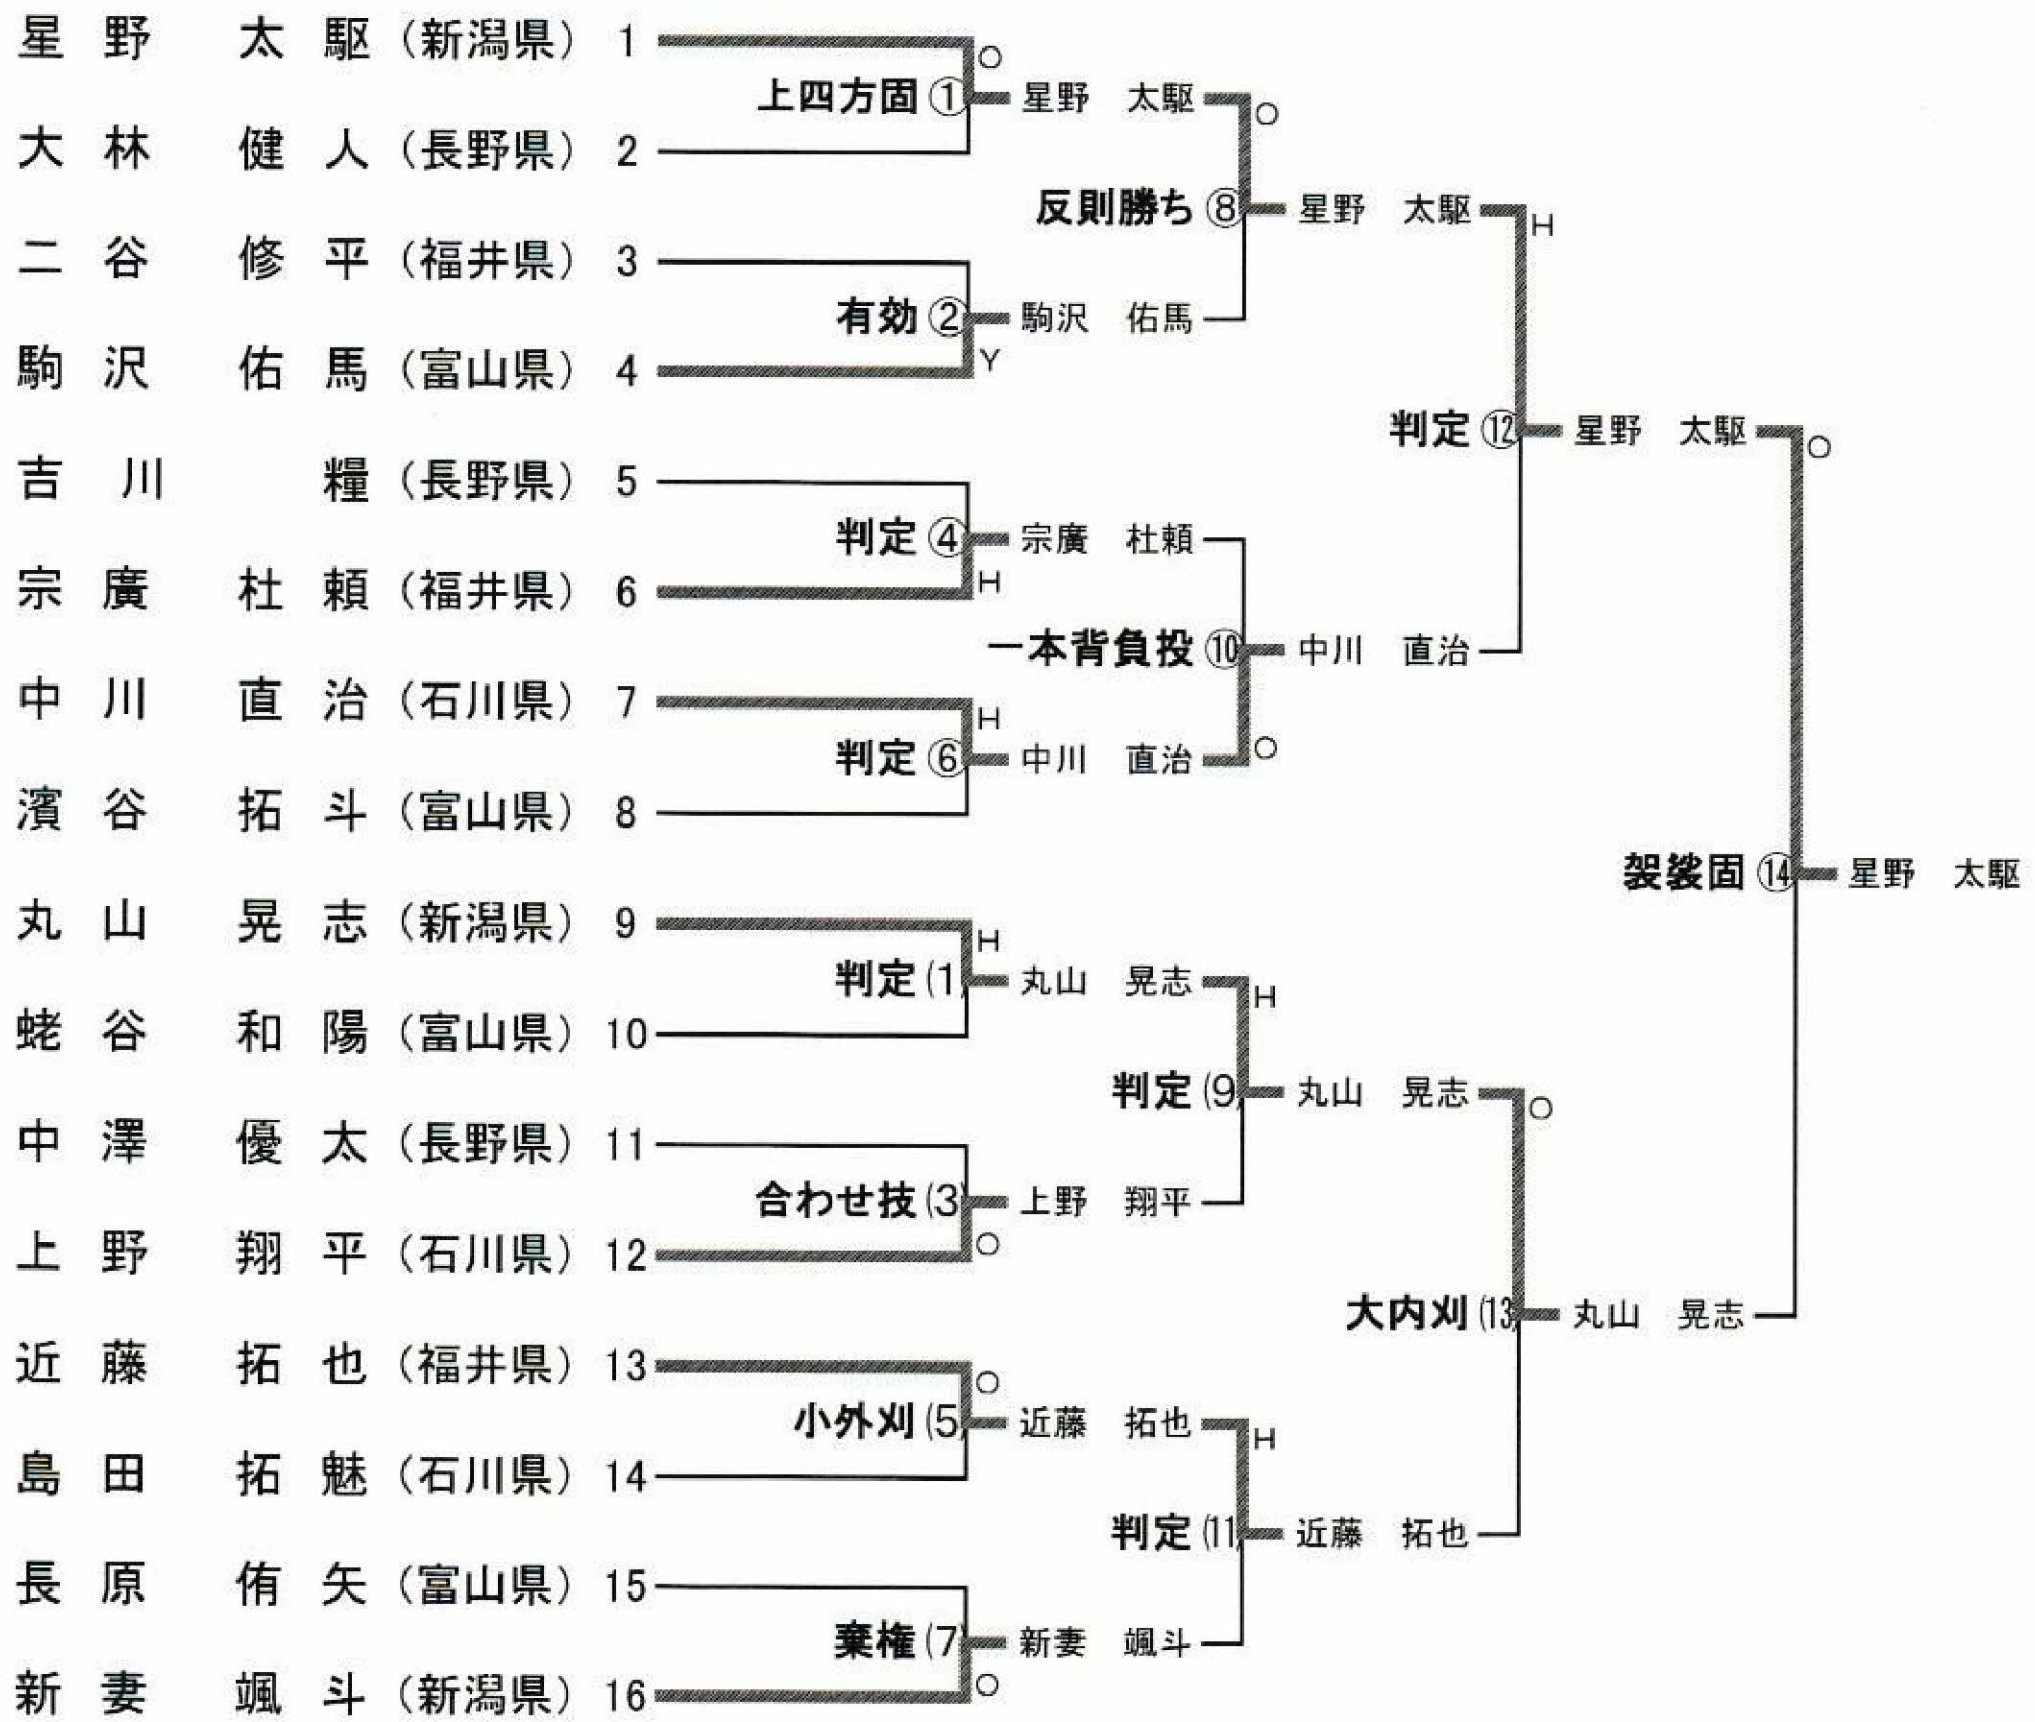 星野 太駆（新潟県） 1
○
上四方固 ① 星野 太駆
○
大林 健人（長野県） 2
反則勝ち ⑧ 星野 太駆
H
二谷 修平（福井県） 3
有効 ② 駒沢 佑馬
Y
駒沢 佑馬（富山県） 4
判定 ⑫ 星野 太駆
○
吉川 糧（長野県） 5
判定 ④ 宗廣 杜頼
H
宗廣 杜頼（福井県） 6
一本背負投 ⑩ 中川 直治
中川 直治（石川県） 7
H
判定 ⑥ 中川 直治
○
濱谷 拓斗（富山県） 8
袈裟固 ⑭ 星野 太駆
丸山 晃志（新潟県） 9
H
判定 (1) 丸山 晃志
H
蛯谷 和陽（富山県） 10
判定 (9) 丸山 晃志
○
中澤 優太（長野県） 11
合わせ技 (3) 上野 翔平
○
上野 翔平（石川県） 12
大内刈 (13) 丸山 晃志
近藤 拓也（福井県） 13
○
小外刈 (5) 近藤 拓也
H
島田 拓魅（石川県） 14
判定 (11) 近藤 拓也
長原 侑矢（富山県） 15
棄権 (7) 新妻 颯斗
○
新妻 颯斗（新潟県） 16